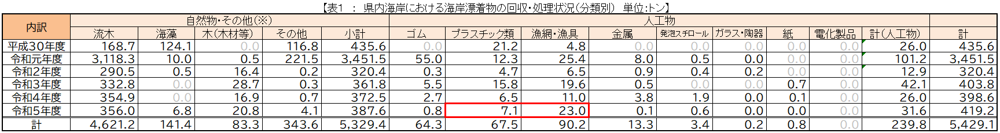 【表1 ： 県内海岸における海岸漂着物の回収・処理状況(分類別) 単位:トン】
内訳 自然物・その他(※) 人工物
流木 海藻 木(木材等) その他 小計 ゴム プラスチック類 漁網・漁具 金属 発泡スチロール ガラス・陶器 紙 電化製品 計(人工物) 計
平成30年度 168.7 124.1 0.0 116.8 435.6 0.0 21.2 4.8 0.0 0.0 0.0 0.0 0.0 26.0 435.6
令和元年度 3,118.3 10.0 0.5 221.5 3,451.5 55.0 12.3 25.4 8.0 0.5 0.0 0.0 0.0 101.2 3,451.5
令和2年度 290.5 0.5 16.4 0.2 320.4 0.3 4.7 6.5 0.9 0.4 0.2 0.0 0.0 12.9 320.4
令和3年度 332.8 0.0 28.7 0.3 361.8 5.5 15.8 19.6 0.5 0.0 0.0 0.7 0.0 42.1 403.8
令和4年度 354.9 0.0 16.9 0.7 372.5 2.7 6.5 11.0 3.8 1.9 0.0 0.1 0.0 26.0 398.6
令和5年度 356.0 6.8 20.8 4.1 387.6 0.8 7.1 23.0 0.1 0.6 0.0 0.0 0.0 31.6 419.2
計 4,621.2 141.4 83.3 343.6 5,329.4 64.3 67.5 90.2 13.3 3.4 0.2 0.8 0.0 239.8 5,429.1